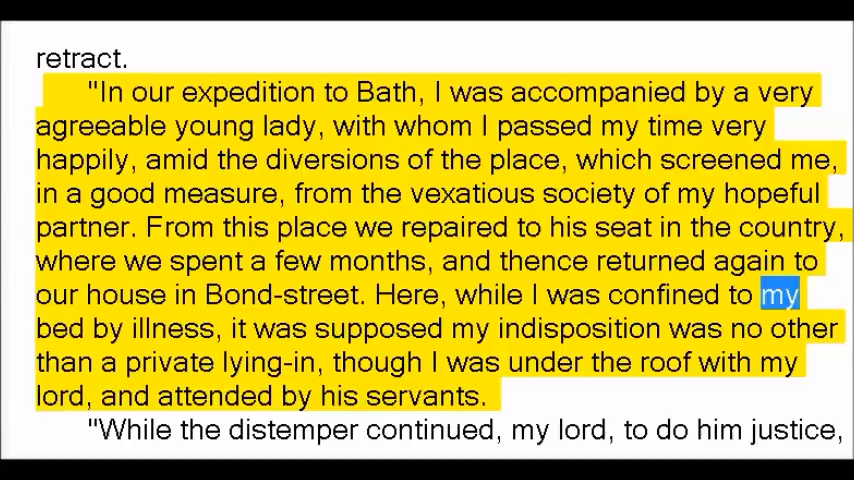 retract.
"In our expedition to Bath, I was accompanied by a very
agreeable young lady, with whom I passed my time very
happily, amid the diversions of the place, which screened me,
in a good measure, from the vexatious society of my hopeful
partner. From this place we repaired to his seat in the country,
where we spent a few months, and thence returned again to
our house in Bond-street. Here, while I was confined to my
bed by illness, it was supposed my indisposition was no other
than a private lying-in, though I was under the roof with my
lord, and attended by his servants.
"While the distemper continued, my lord, to do him justice,